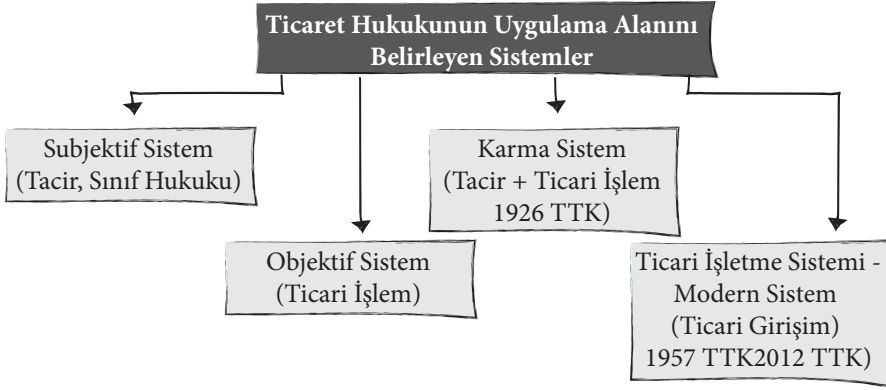 Ticaret Hukukunun Uygulama Alanını
Belirleyen Sistemler
Subjektif Sistem
(Tacir, Sınıf Hukuku)
Objektif Sistem
(Ticari İşlem)
Karma Sistem
(Tacir + Ticari İşlem
1926 TTK)
Ticari İşletme Sistemi -
Modern Sistem
(Ticari Girişim)
1957 TTK2012 TTK)